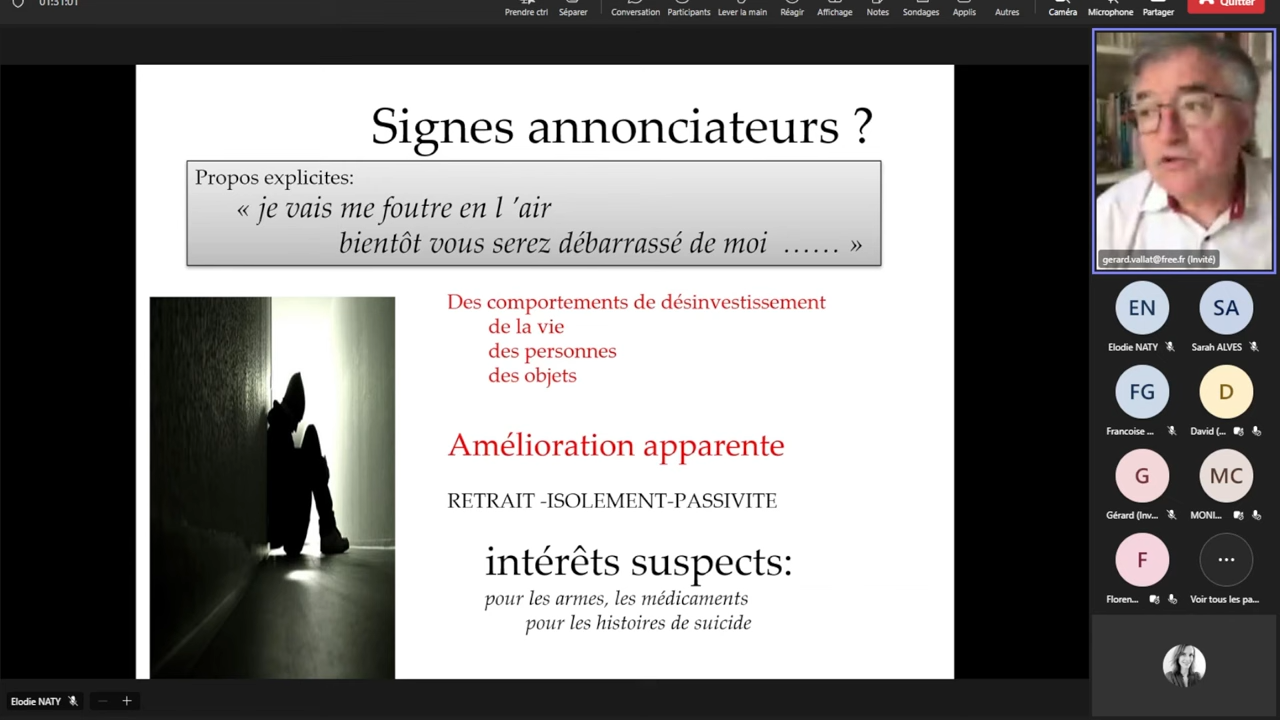 01:31:01
Prendre ctrl
Séparer
Conversation
Participants
Lever la main
Réagir
Affichage
Notes
Sondages
Applis
Autres
Caméra
Microphone
Partager
Quitter
Signes annonciateurs ?
Propos explicites:
« je vais me foutre en l ’air
bientôt vous serez débarrassé de moi …… »
Des comportements de désinvestissement
de la vie
des personnes
des objets
Amélioration apparente
RETRAIT -ISOLEMENT-PASSIVITE
intérêts suspects:
pour les armes, les médicaments
pour les histoires de suicide
gerard.vallat@free.fr (Invité)
EN
SA
Elodie NATY
Sarah ALVES
FG
D
Francoise ...
David (...
G
MC
Gérard (Inv...
MONI...
F
...
Floren...
Voir tous les pa...
Elodie NATY